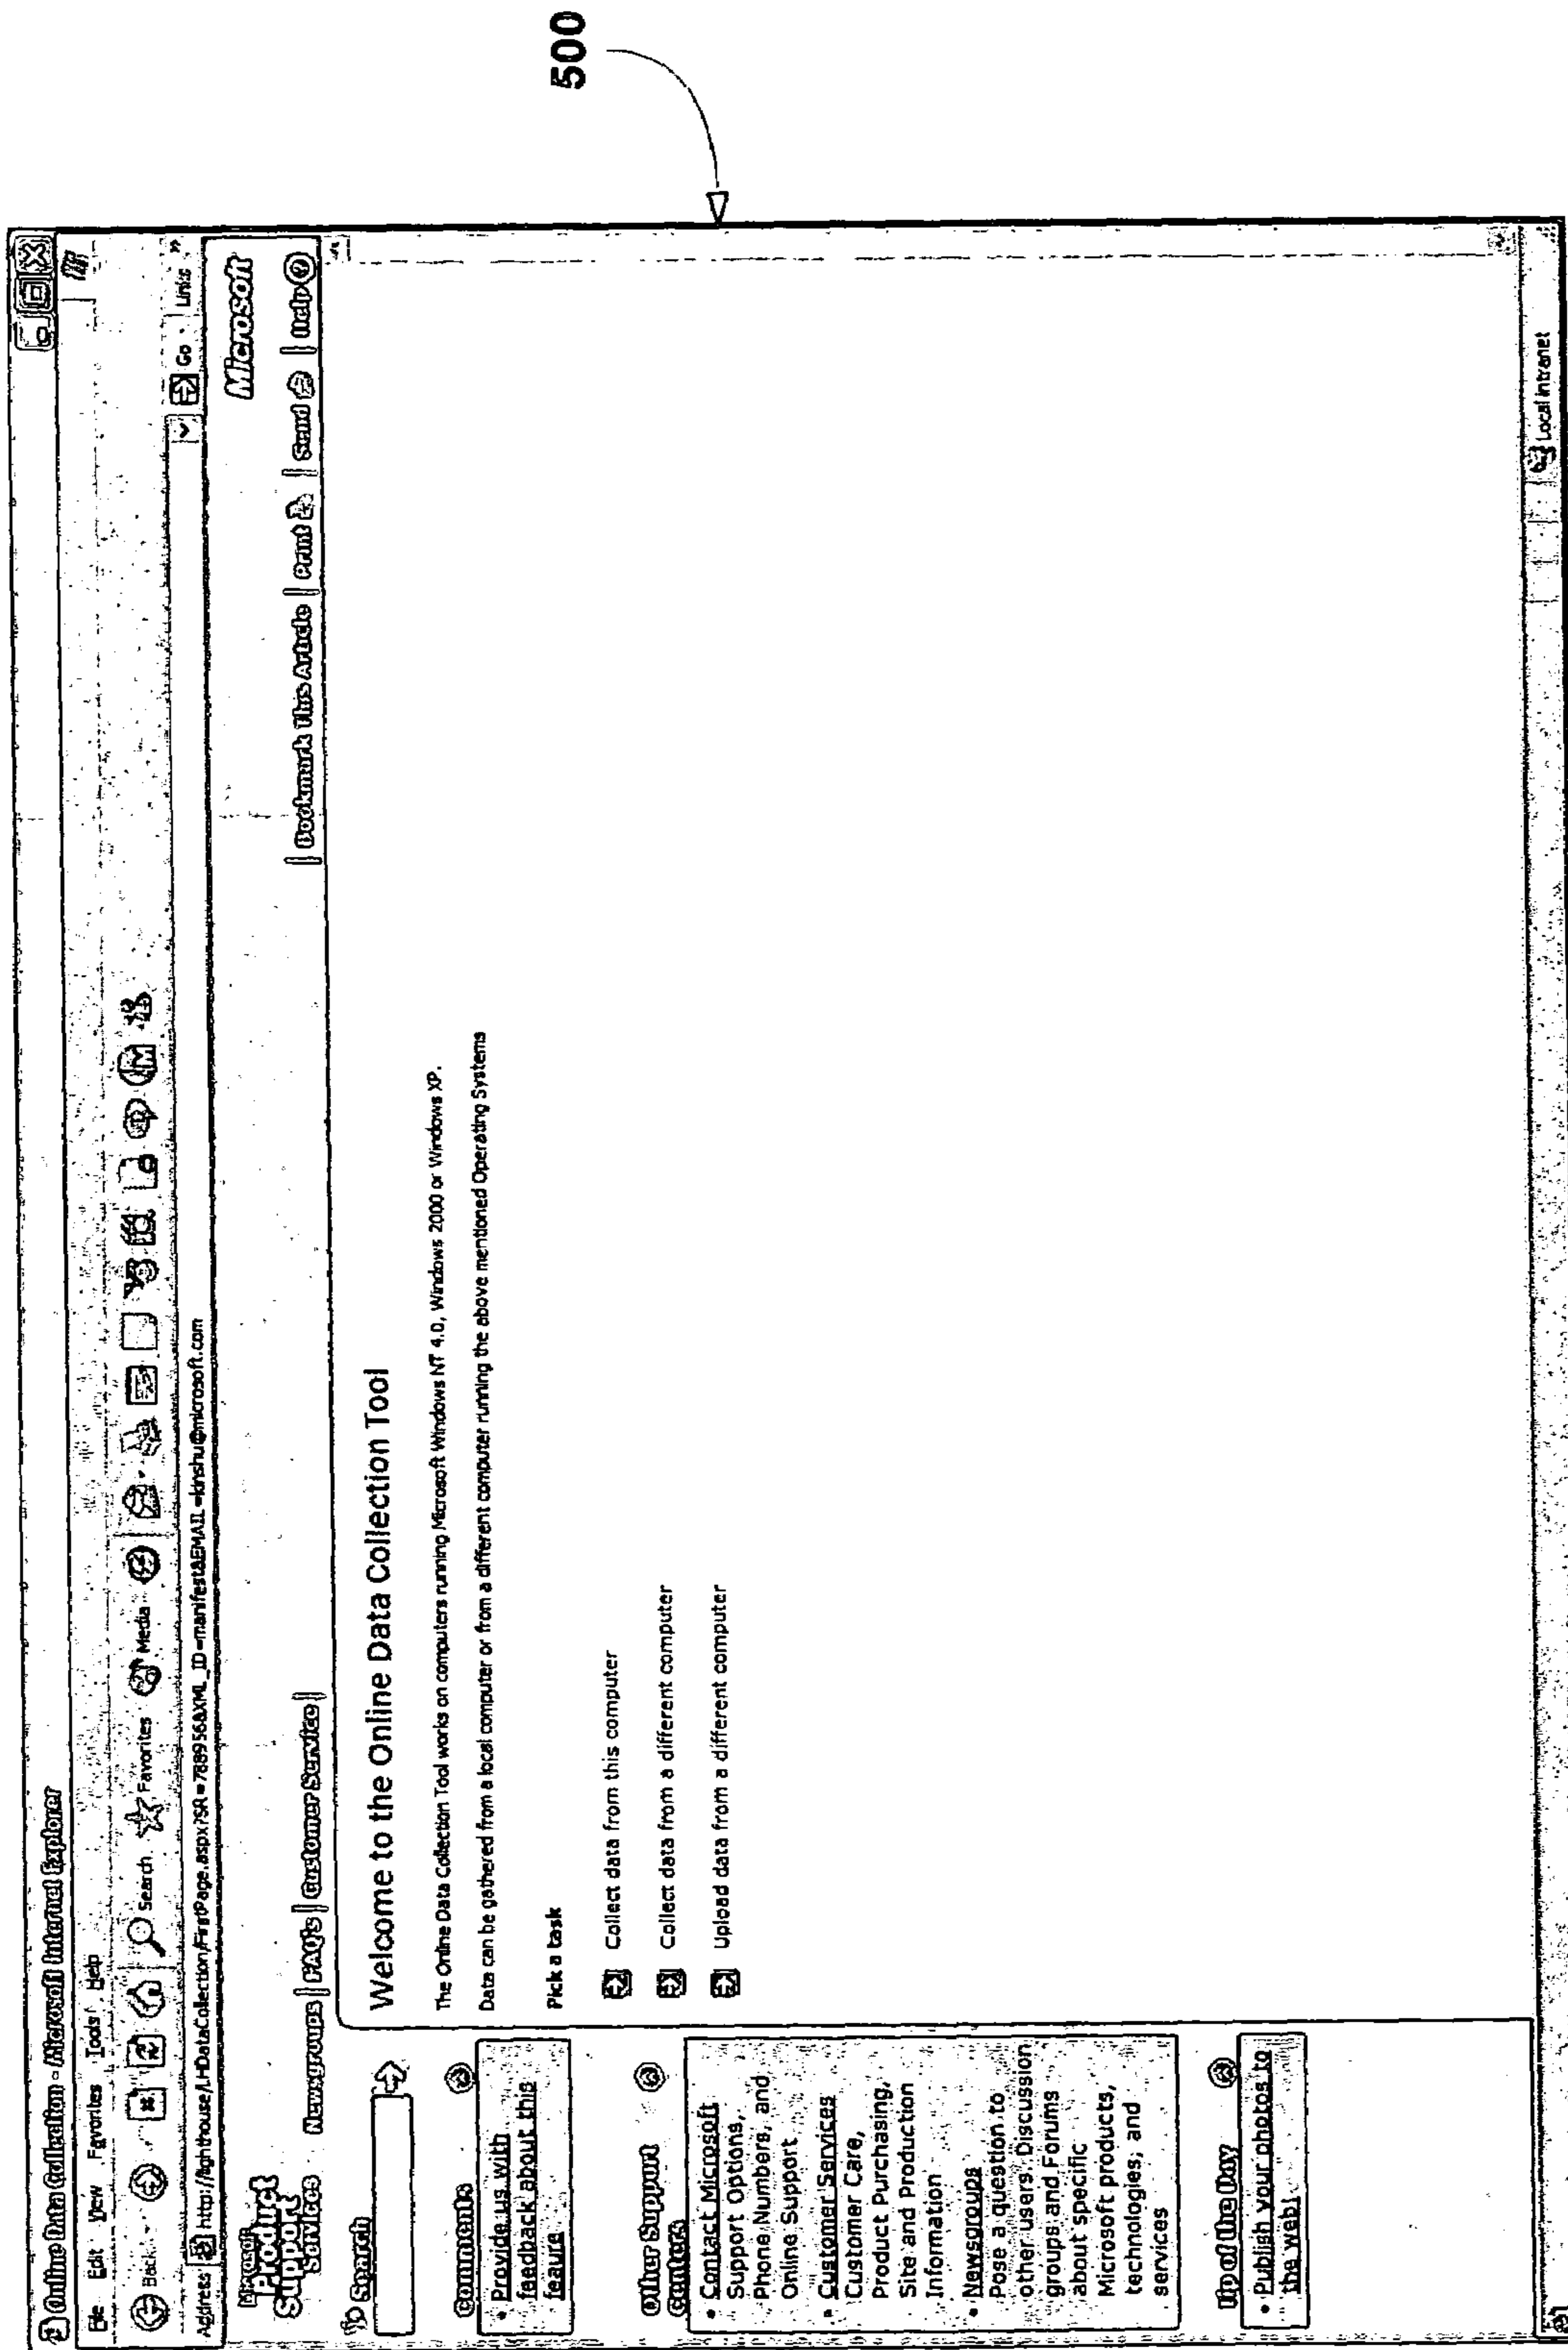 500
Online Data Collection - Microsoft Internet Explorer
File Edit View Favorites Tools Help
Back Search Favorites Media
Address http://lighthouse/LHDataCollection/FirstPage.aspx?SR=788956&XML_ID=manifest&EMAIL=kinshu@microsoft.com Go Links »
Microsoft
Product
Support
Services
Microsoft
Newsgroups | FAQ's | Customer Service |
| Bookmark This Article | Print | Send | Help
Search
Comments
• Provide us with
feedback about this
feaure
Other Support
Centers
• Contact Microsoft
Support Options,
Phone Numbers, and
Online Support
• Customer Services
Customer Care,
Product Purchasing,
Site and Production
Information
• Newsgroups
Pose a question to
other users. Discussion
groups and Forums
about specific
Microsoft products,
technologies, and
services
Tip of the Day
• Publish your photos to
the web!
Welcome to the Online Data Collection Tool
The Online Data Collection Tool works on computers running Microsoft Windows NT 4.0, Windows 2000 or Windows XP.
Data can be gathered from a local computer or from a different computer running the above mentioned Operating Systems
Pick a task
Collect data from this computer
Collect data from a different computer
Upload data from a different computer
Local intranet